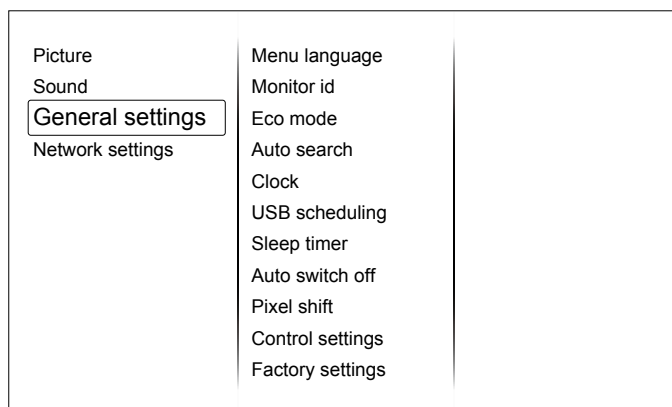 Picture
Sound
General settings
Network settings
Menu language
Monitor id
Eco mode
Auto search
Clock
USB scheduling
Sleep timer
Auto switch off
Pixel shift
Control settings
Factory settings